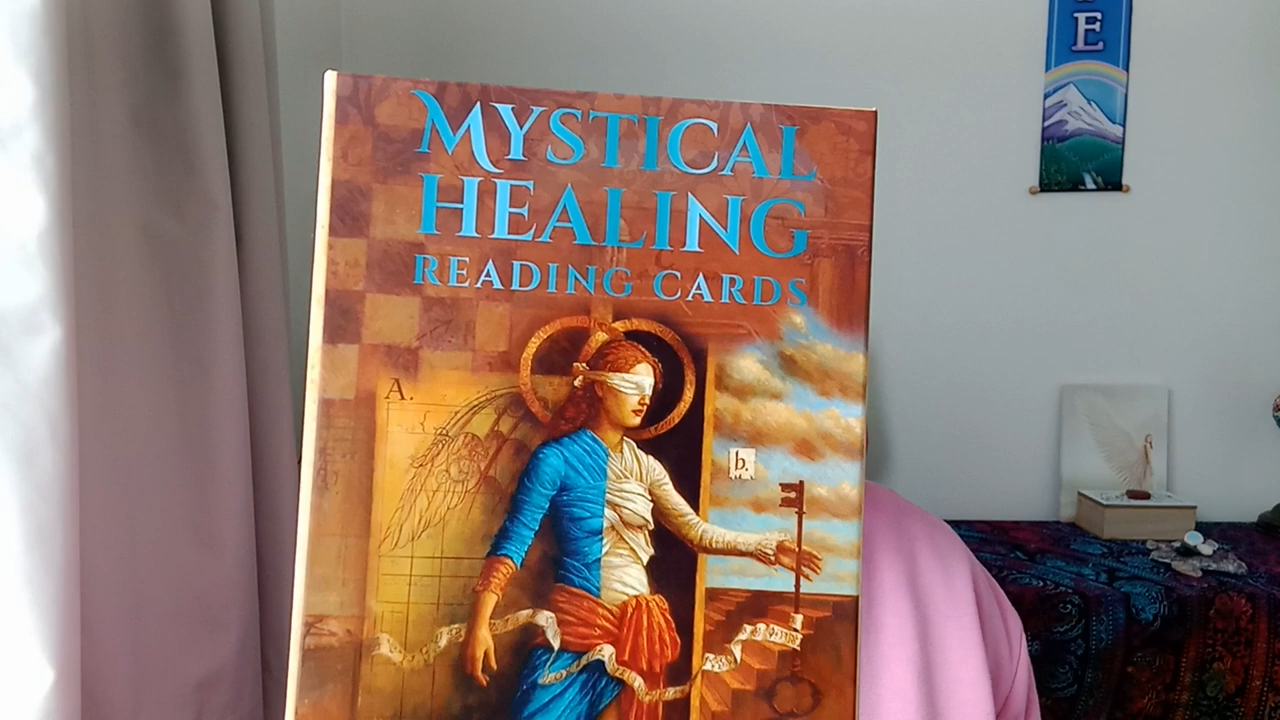 MYSTICAL
HEALING
READING CARDS
A.
b.
E